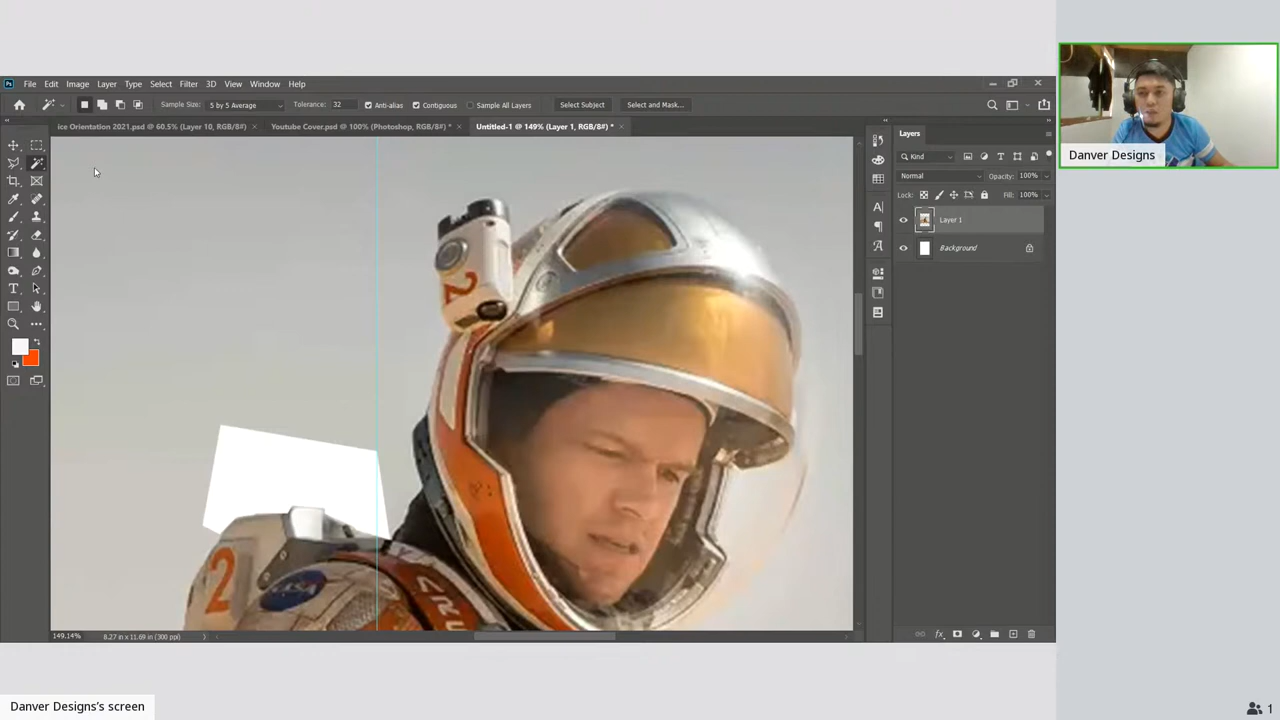 Ps File Edit Image Layer Type Select Filter 3D View Window Help
Sample Size: 5 by 5 Average Tolerance: 32 Anti-alias Contiguous Sample All Layers Select Subject Select and Mask...
ice Orientation 2021.psd @ 60.5% (Layer 10, RGB/8#) × Youtube Cover.psd @ 100% (Photoshop, RGB/8#) * × Untitled-1 @ 149% (Layer 1, RGB/8#) * ×
Layers
Kind
Normal Opacity: 100%
Lock: Fill: 100%
Layer 1
Background
Danver Designs
2
2
NASA
149.14% 8.27 in x 11.69 in (300 ppi)
Danver Designs's screen
1